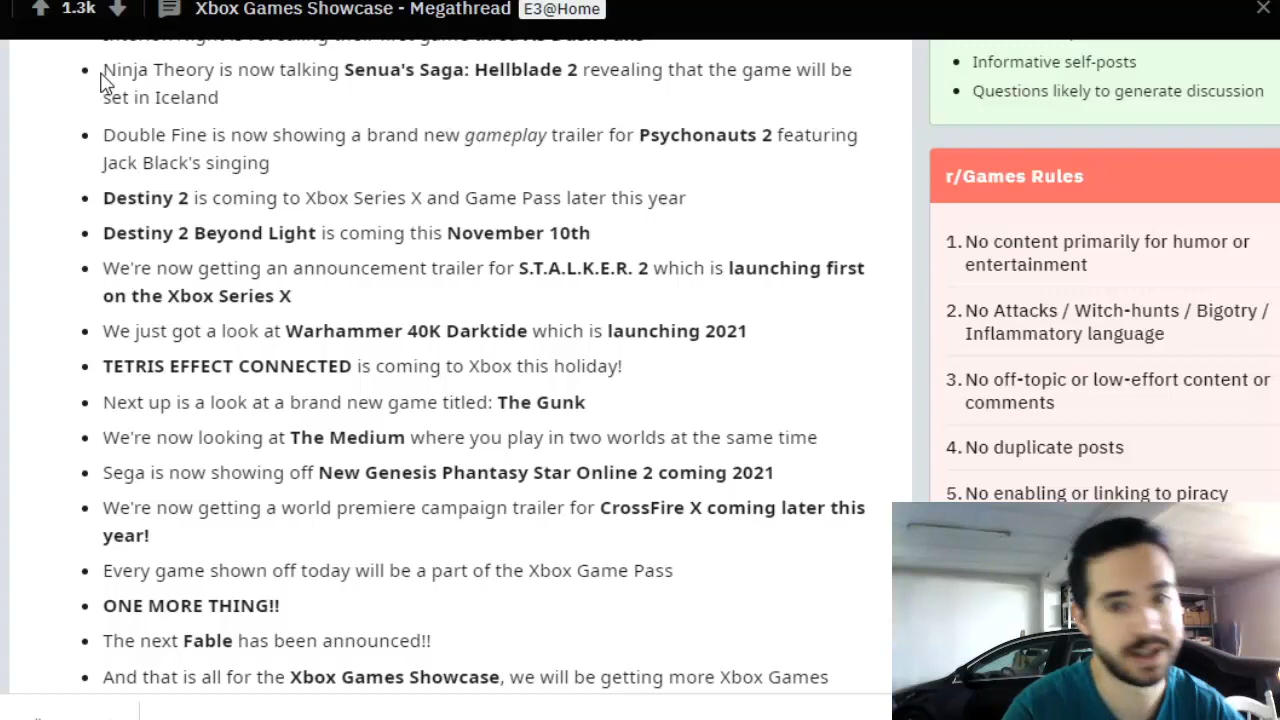 1.3k Xbox Games Showcase - Megathread E3@Home
Interior Night is revealing their first game titled As Dusk Falls
Ninja Theory is now talking Senua's Saga: Hellblade 2 revealing that the game will be
set in Iceland
Double Fine is now showing a brand new gameplay trailer for Psychonauts 2 featuring
Jack Black's singing
Destiny 2 is coming to Xbox Series X and Game Pass later this year
Destiny 2 Beyond Light is coming this November 10th
We're now getting an announcement trailer for S.T.A.L.K.E.R. 2 which is launching first
on the Xbox Series X
We just got a look at Warhammer 40K Darktide which is launching 2021
TETRIS EFFECT CONNECTED is coming to Xbox this holiday!
Next up is a look at a brand new game titled: The Gunk
We're now looking at The Medium where you play in two worlds at the same time
Sega is now showing off New Genesis Phantasy Star Online 2 coming 2021
We're now getting a world premiere campaign trailer for CrossFire X coming later this
year!
Every game shown off today will be a part of the Xbox Game Pass
ONE MORE THING!!
The next Fable has been announced!!
And that is all for the Xbox Games Showcase, we will be getting more Xbox Games
Informative self-posts
Questions likely to generate discussion
r/Games Rules
1. No content primarily for humor or
entertainment
2. No Attacks / Witch-hunts / Bigotry /
Inflammatory language
3. No off-topic or low-effort content or
comments
4. No duplicate posts
5. No enabling or linking to piracy